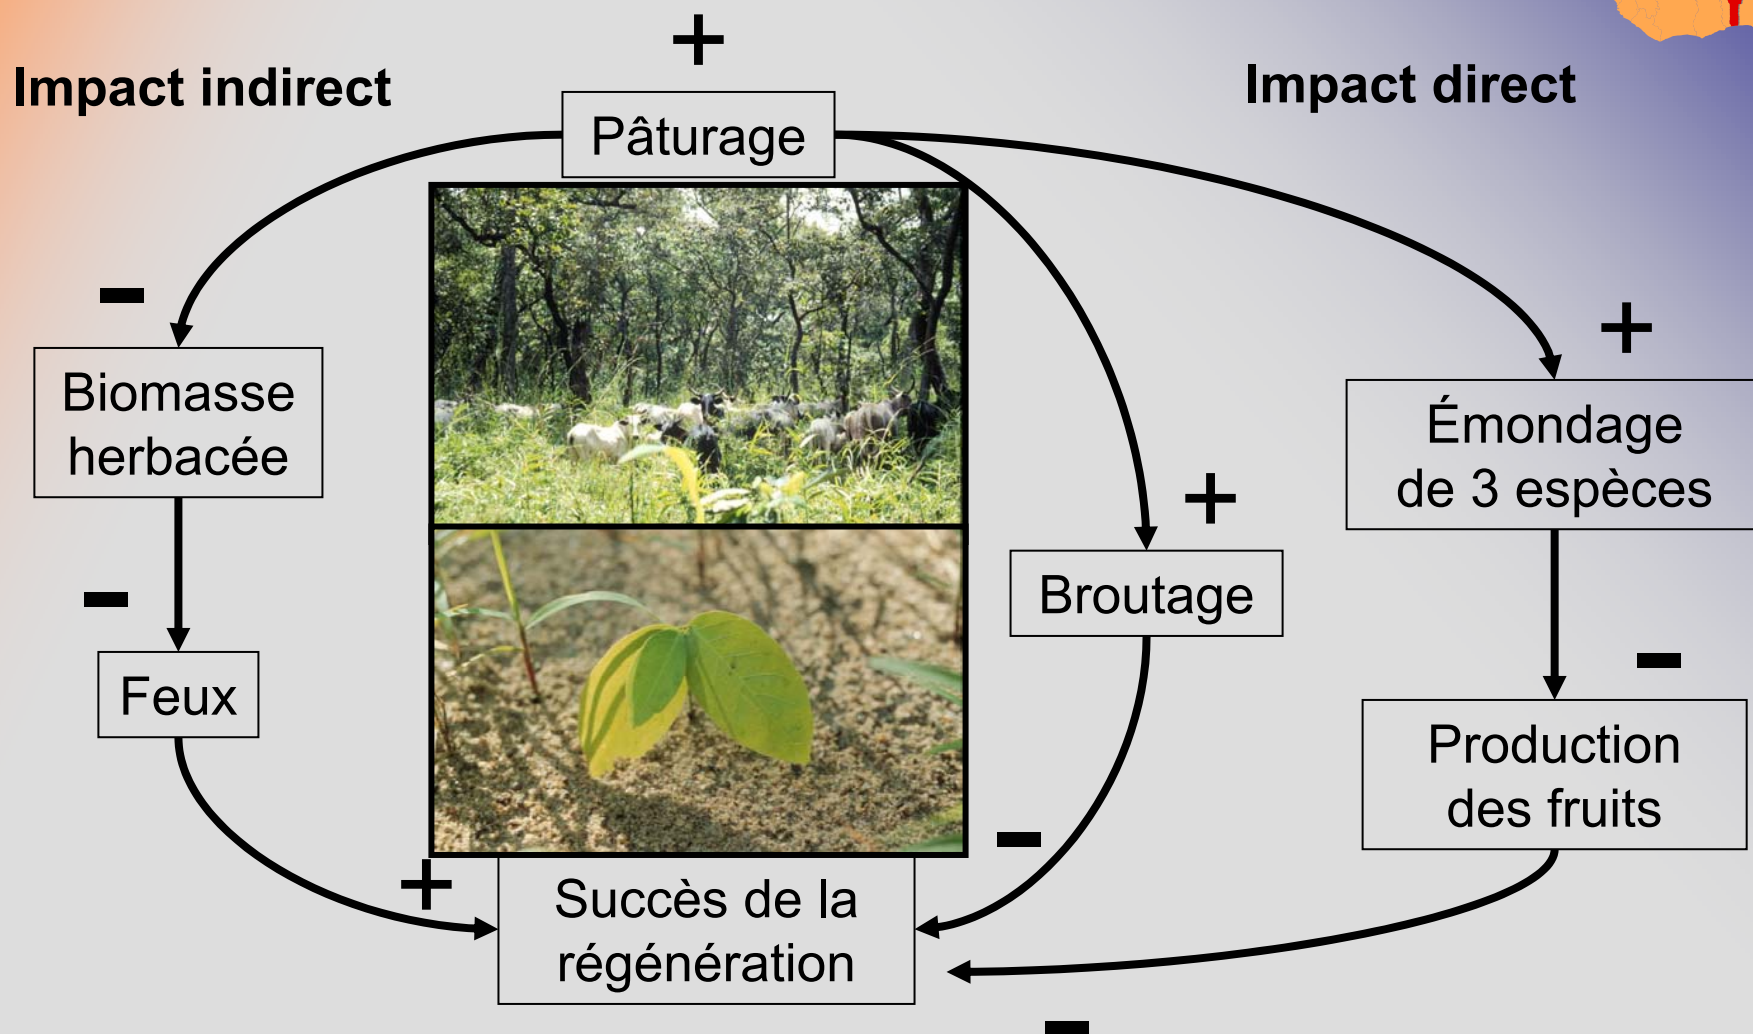 +
Impact indirect
Impact direct
Pâturage
-
+
Biomasse
herbacée
Émondage
de 3 espèces
+
Broutage
-
-
Feux
Production
des fruits
-
+
Succès de la
régénération
-